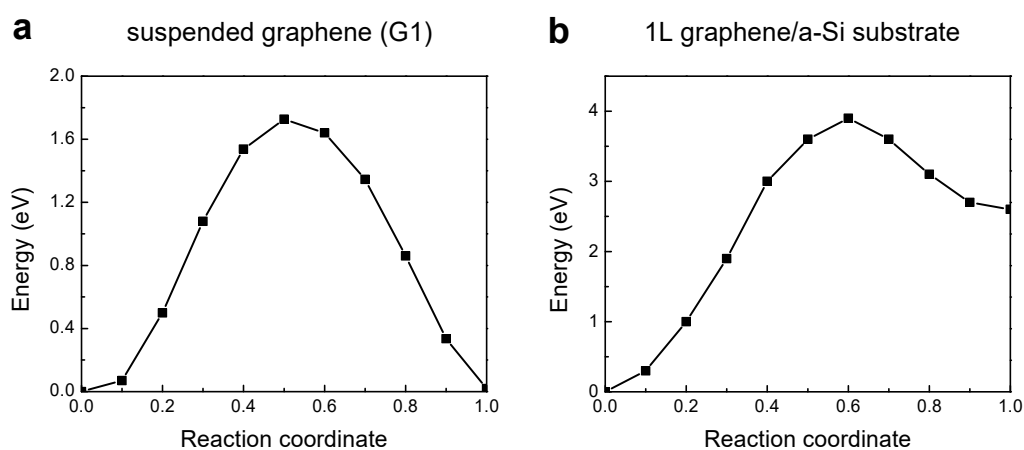 a
suspended graphene (G1)
2.0
1.6
1.2
0.8
0.4
0.0
Energy (eV)
0.0 0.2 0.4 0.6 0.8 1.0
Reaction coordinate
b
1L graphene/a-Si substrate
4
3
2
1
0
Energy (eV)
0.0 0.2 0.4 0.6 0.8 1.0
Reaction coordinate